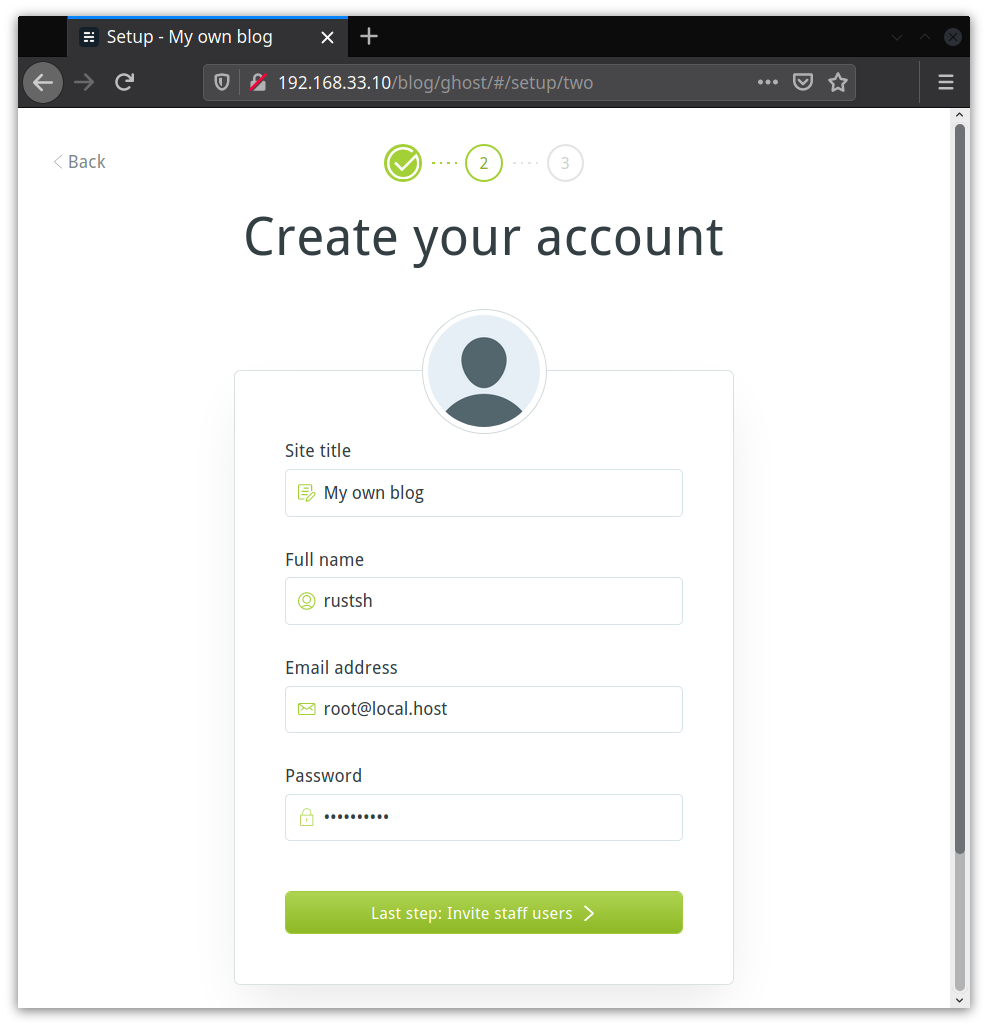 Setup - My own blog
192.168.33.10/blog/ghost/#/setup/two
Back
2
3
Create your account
Site title
My own blog
Full name
rustsh
Email address
root@local.host
Password
••••••••••
Last step: Invite staff users